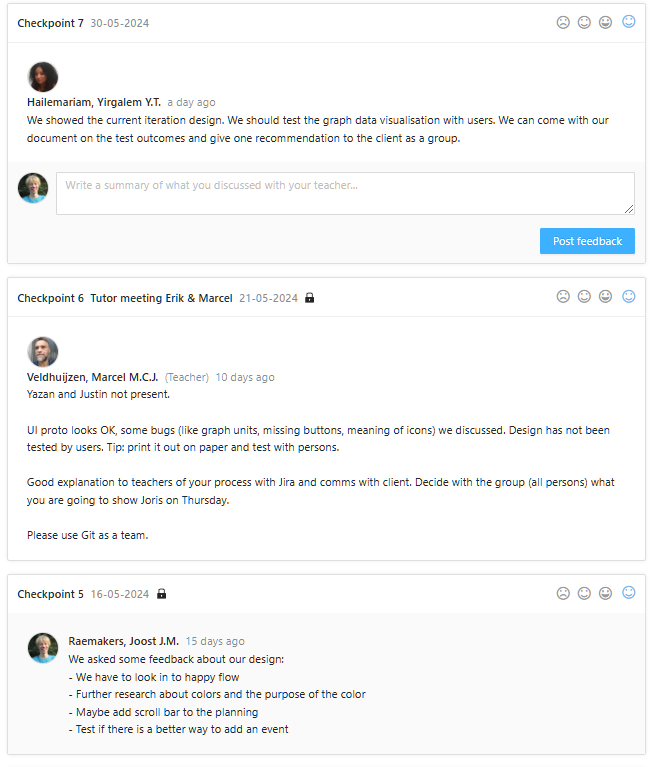 Checkpoint 7 30-05-2024
Hailemariam, Yirgalem Y.T. a day ago
We showed the current iteration design. We should test the graph data visualisation with users. We can come with our
document on the test outcomes and give one recommendation to the client as a group.
Write a summary of what you discussed with your teacher...
Post feedback
Checkpoint 6 Tutor meeting Erik & Marcel 21-05-2024
Veldhuijzen, Marcel M.C.J. (Teacher) 10 days ago
Yazan and Justin not present.
UI proto looks OK, some bugs (like graph units, missing buttons, meaning of icons) we discussed. Design has not been
tested by users. Tip: print it out on paper and test with persons.
Good explanation to teachers of your process with Jira and comms with client. Decide with the group (all persons) what
you are going to show Joris on Thursday.
Please use Git as a team.
Checkpoint 5 16-05-2024
Raemakers, Joost J.M. 15 days ago
We asked some feedback about our design:
- We have to look in to happy flow
- Further research about colors and the purpose of the color
- Maybe add scroll bar to the planning
- Test if there is a better way to add an event